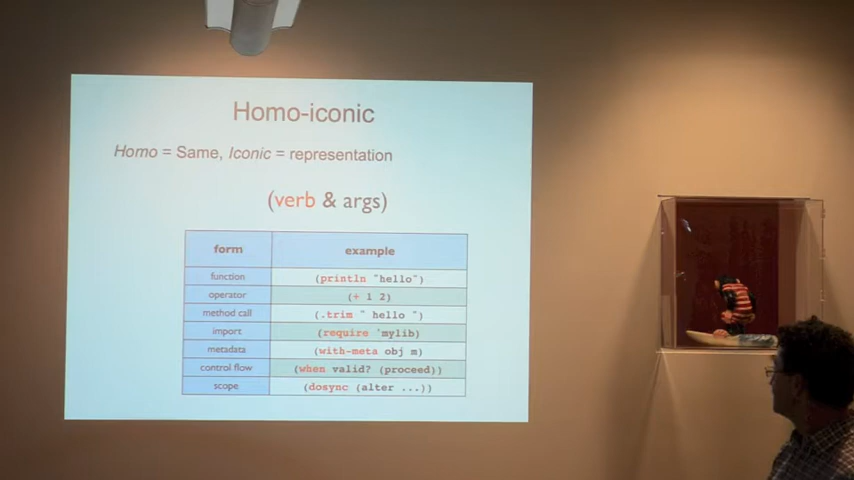 Homo-iconic
Homo = Same, Iconic = representation
(verb & args)
form example
function (println "hello")
operator (+ 1 2)
method call (.trim " hello ")
import (require 'mylib)
metadata (with-meta obj m)
control flow (when valid? (proceed))
scope (dosync (alter ...))